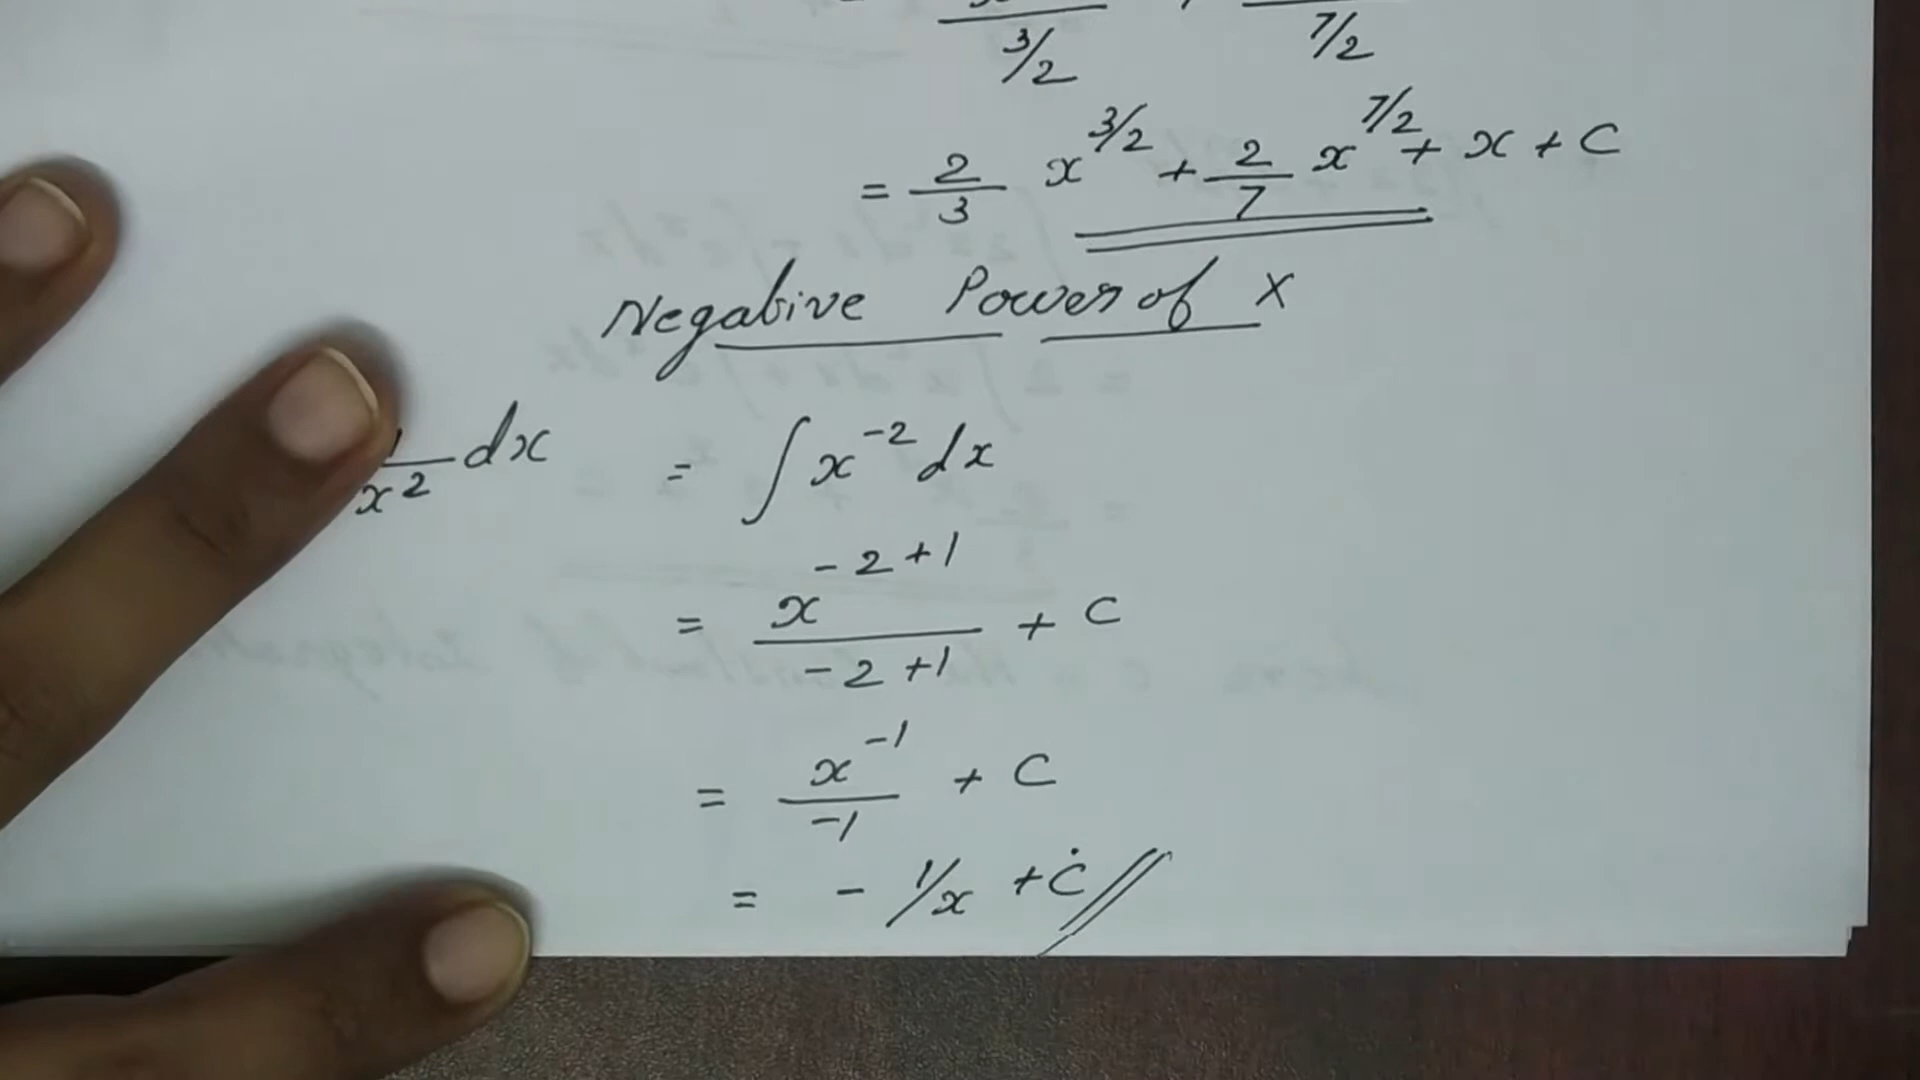 3/2 7/2
= 2/3 x^3/2 + 2/7 x^7/2 + x + C
Negative Power of X
1/x² dx = ∫ x^-2 dx
= x^-2+1 / -2+1 + C
= x^-1 / -1 + C
= - 1/x + C